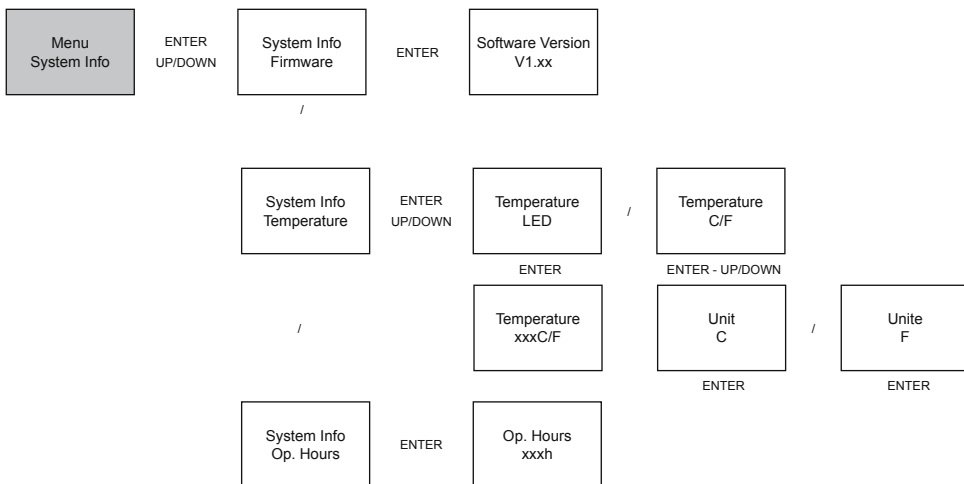 Menu
System Info
ENTER
UP/DOWN
System Info
Firmware
ENTER
Software Version
V1.xx
/
System Info
Temperature
ENTER
UP/DOWN
Temperature
LED
/
Temperature
C/F
ENTER
ENTER - UP/DOWN
/
Temperature
xxxC/F
Unit
C
/
Unite
F
ENTER
ENTER
System Info
Op. Hours
ENTER
Op. Hours
xxxh